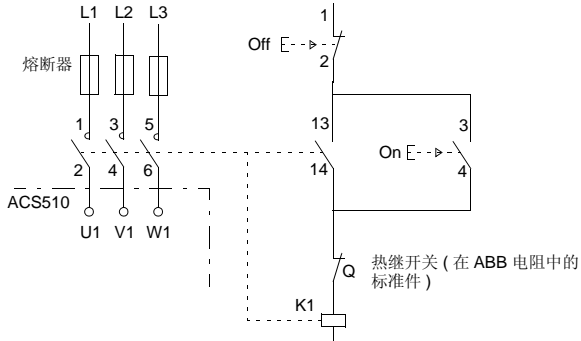 L1 L2 L3
1
Off
2
熔断器
1 3 5
13
3
On
2 4 6
14
4
ACS510
U1 V1 W1
Q
热继开关 ( 在 ABB 电阻中的
标准件 )
K1